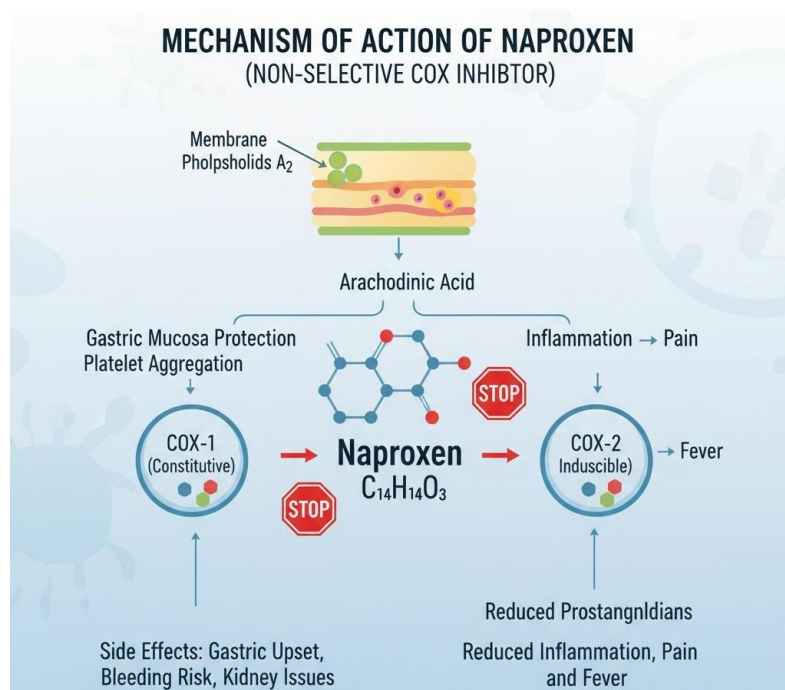 MECHANISM OF ACTION OF NAPROXEN
(NON-SELECTIVE COX INHIBTOR)
Membrane
Pholpsholids A₂
Arachodinic Acid
Gastric Mucosa Protection
Platelet Aggregation
Inflammation → Pain
STOP
COX-1
(Constitutive)
Naproxen
C₁₄H₁₄O₃
STOP
COX-2
Induscible)
Fever
Side Effects: Gastric Upset,
Bleeding Risk, Kidney Issues
Reduced Prostangnldians
Reduced Inflammation, Pain
and Fever